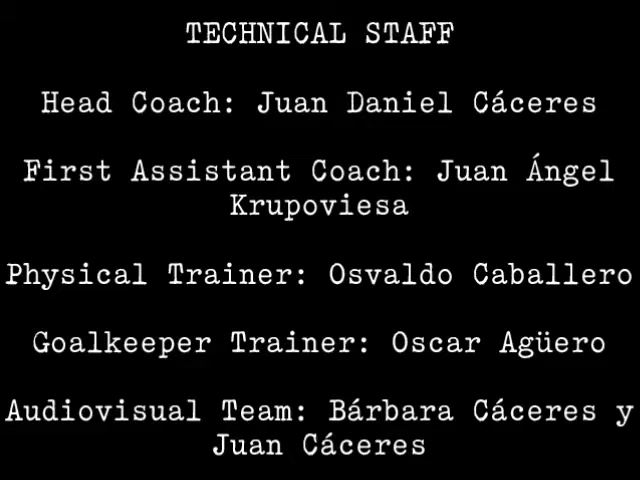 TECHNICAL STAFF
Head Coach: Juan Daniel Cáceres
First Assistant Coach: Juan Ángel
Krupoviesa
Physical Trainer: Osvaldo Caballero
Goalkeeper Trainer: Oscar Agüero
Audiovisual Team: Bárbara Cáceres y
Juan Cáceres